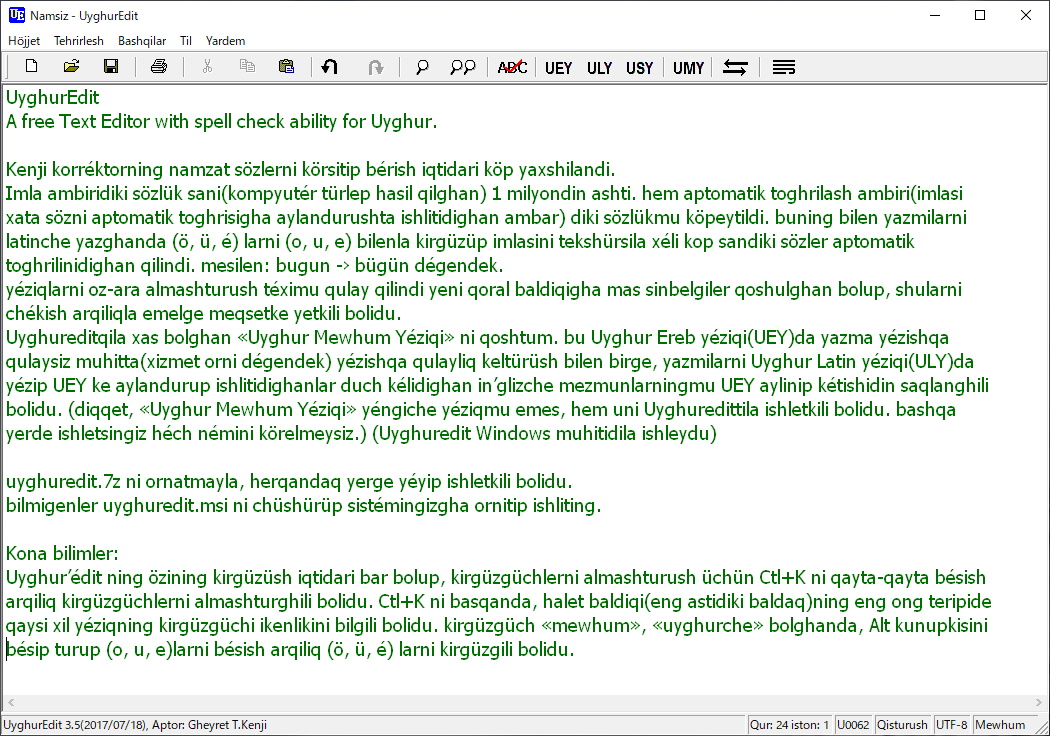 Namsiz - UyghurEdit
Höjjet Tehrirlesh Bashqilar Til Yardem
ABC UEY ULY USY UMY
UyghurEdit
A free Text Editor with spell check ability for Uyghur.
Kenji korréktorning namzat sözlerni körsitip bérish iqtidari köp yaxshilandi.
Imla ambiridiki sözlük sani(kompyutér türlep hasil qilghan) 1 milyondin ashti. hem aptomatik toghrilash ambiri(imlasi
xata sözni aptomatik toghrisigha aylandurushta ishlitidighan ambar) diki sözlükmu köpeytildi. buning bilen yazmilarni
latinche yazghanda (ö, ü, é) larni (o, u, e) bilenla kirgüzüp imlasini tekshürsila xéli kop sandiki sözler aptomatik
toghrilinidighan qilindi. mesilen: bugun -> bügün dégendek.
yéziqlarni oz-ara almashturush téximu qulay qilindi yeni qoral baldiqigha mas sinbelgiler qoshulghan bolup, shularni
chékish arqiliqla emelge meqsetke yetkili bolidu.
Uyghureditqila xas bolghan «Uyghur Mewhum Yéziqi» ni qoshtum. bu Uyghur Ereb yéziqi(UEY)da yazma yézishqa
qulaysiz muhitta(xizmet orni dégendek) yézishqa qulayliq keltürüsh bilen birge, yazmilarni Uyghur Latin yéziqi(ULY)da
yézip UEY ke aylandurup ishlitidighanlar duch kélidighan in’glizche mezmunlarningmu UEY aylinip kétishidin saqlanghili
bolidu. (diqqet, «Uyghur Mewhum Yéziqi» yéngiche yéziqmu emes, hem uni Uyghuredittila ishletkili bolidu. bashqa
yerde ishletsingiz héch némini körelmeysiz.) (Uyghuredit Windows muhitidila ishleydu)
uyghuredit.7z ni ornatmayla, herqandaq yerge yéyip ishletkili bolidu.
bilmigenler uyghuredit.msi ni chüshürüp sistémingizgha ornitip ishliting.
Kona bilimler:
Uyghur’édit ning özining kirgüzüsh iqtidari bar bolup, kirgüzgüchlerni almashturush üchün Ctl+K ni qayta-qayta bésish
arqiliq kirgüzgüchlerni almashturghili bolidu. Ctl+K ni basqanda, halet baldiqi(eng astidiki baldaq)ning eng ong teripide
qaysi xil yéziqning kirgüzgüchi ikenlikini bilgili bolidu. kirgüzgüch «mewhum», «uyghurche» bolghanda, Alt kunupkisini
bésip turup (o, u, e)larni bésish arqiliq (ö, ü, é) larni kirgüzgili bolidu.
UyghurEdit 3.5(2017/07/18), Aptor: Gheyret T.Kenji Qur: 24 iston: 1 U0062 Qisturush UTF-8 Mewhum